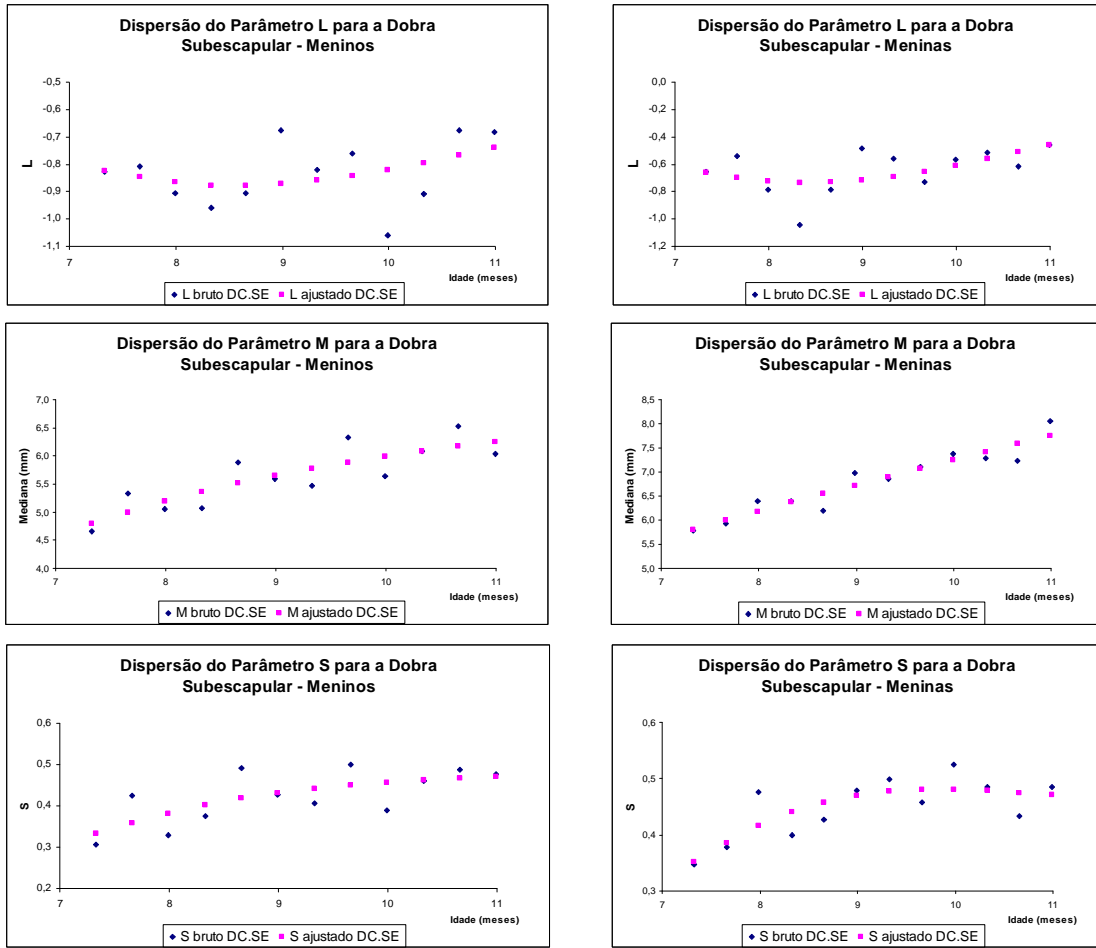 Dispersão do Parâmetro L para a Dobra
Subescapular - Meninos
-0,5
-0,6
-0,7
-0,8
-0,9
-1,0
-1,1
L
7
8
9
10
11
Idade (meses)
L bruto DC.SE
L ajustado DC.SE
Dispersão do Parâmetro L para a Dobra
Subescapular - Meninas
0,0
-0,2
-0,4
-0,6
-0,8
-1,0
-1,2
L
7
8
9
10
11
Idade (meses)
L bruto DC.SE
L ajustado DC.SE
Dispersão do Parâmetro M para a Dobra
Subescapular - Meninos
7,0
6,5
6,0
5,5
5,0
4,5
4,0
Mediana (mm)
7
8
9
10
11
Idade (meses)
M bruto DC.SE
M ajustado DC.SE
Dispersão do Parâmetro M para a Dobra
Subescapular - Meninas
8,5
8,0
7,5
7,0
6,5
6,0
5,5
5,0
Mediana (mm)
7
8
9
10
11
Idade (meses)
M bruto DC.SE
M ajustado DC.SE
Dispersão do Parâmetro S para a Dobra
Subescapular - Meninos
0,6
0,5
0,4
0,3
0,2
S
7
8
9
10
11
Idade (meses)
S bruto DC.SE
S ajustado DC.SE
Dispersão do Parâmetro S para a Dobra
Subescapular - Meninas
0,6
0,5
0,4
0,3
S
7
8
9
10
11
Idade (meses)
S bruto DC.SE
S ajustado DC.SE